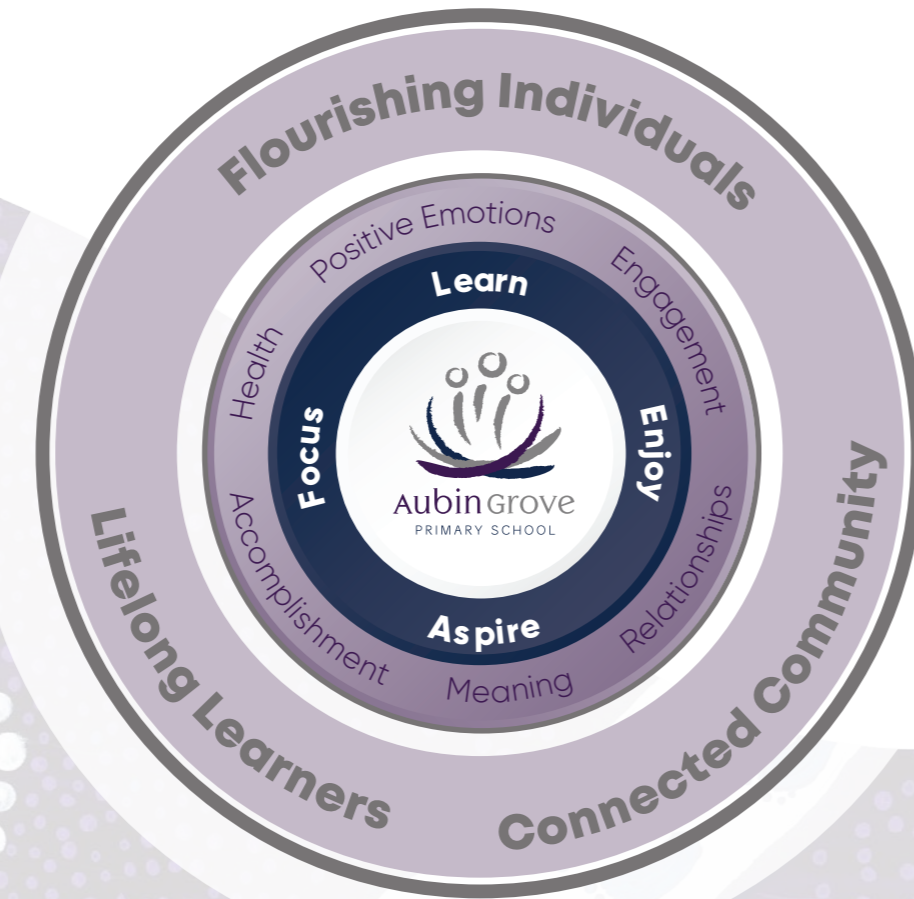 Flourishing Individuals
Connected Community
Lifelong Learners
Positive Emotions
Engagement
Relationships
Meaning
Accomplishment
Health
Learn
Enjoy
Aspire
Focus
Aubin Grove
PRIMARY SCHOOL